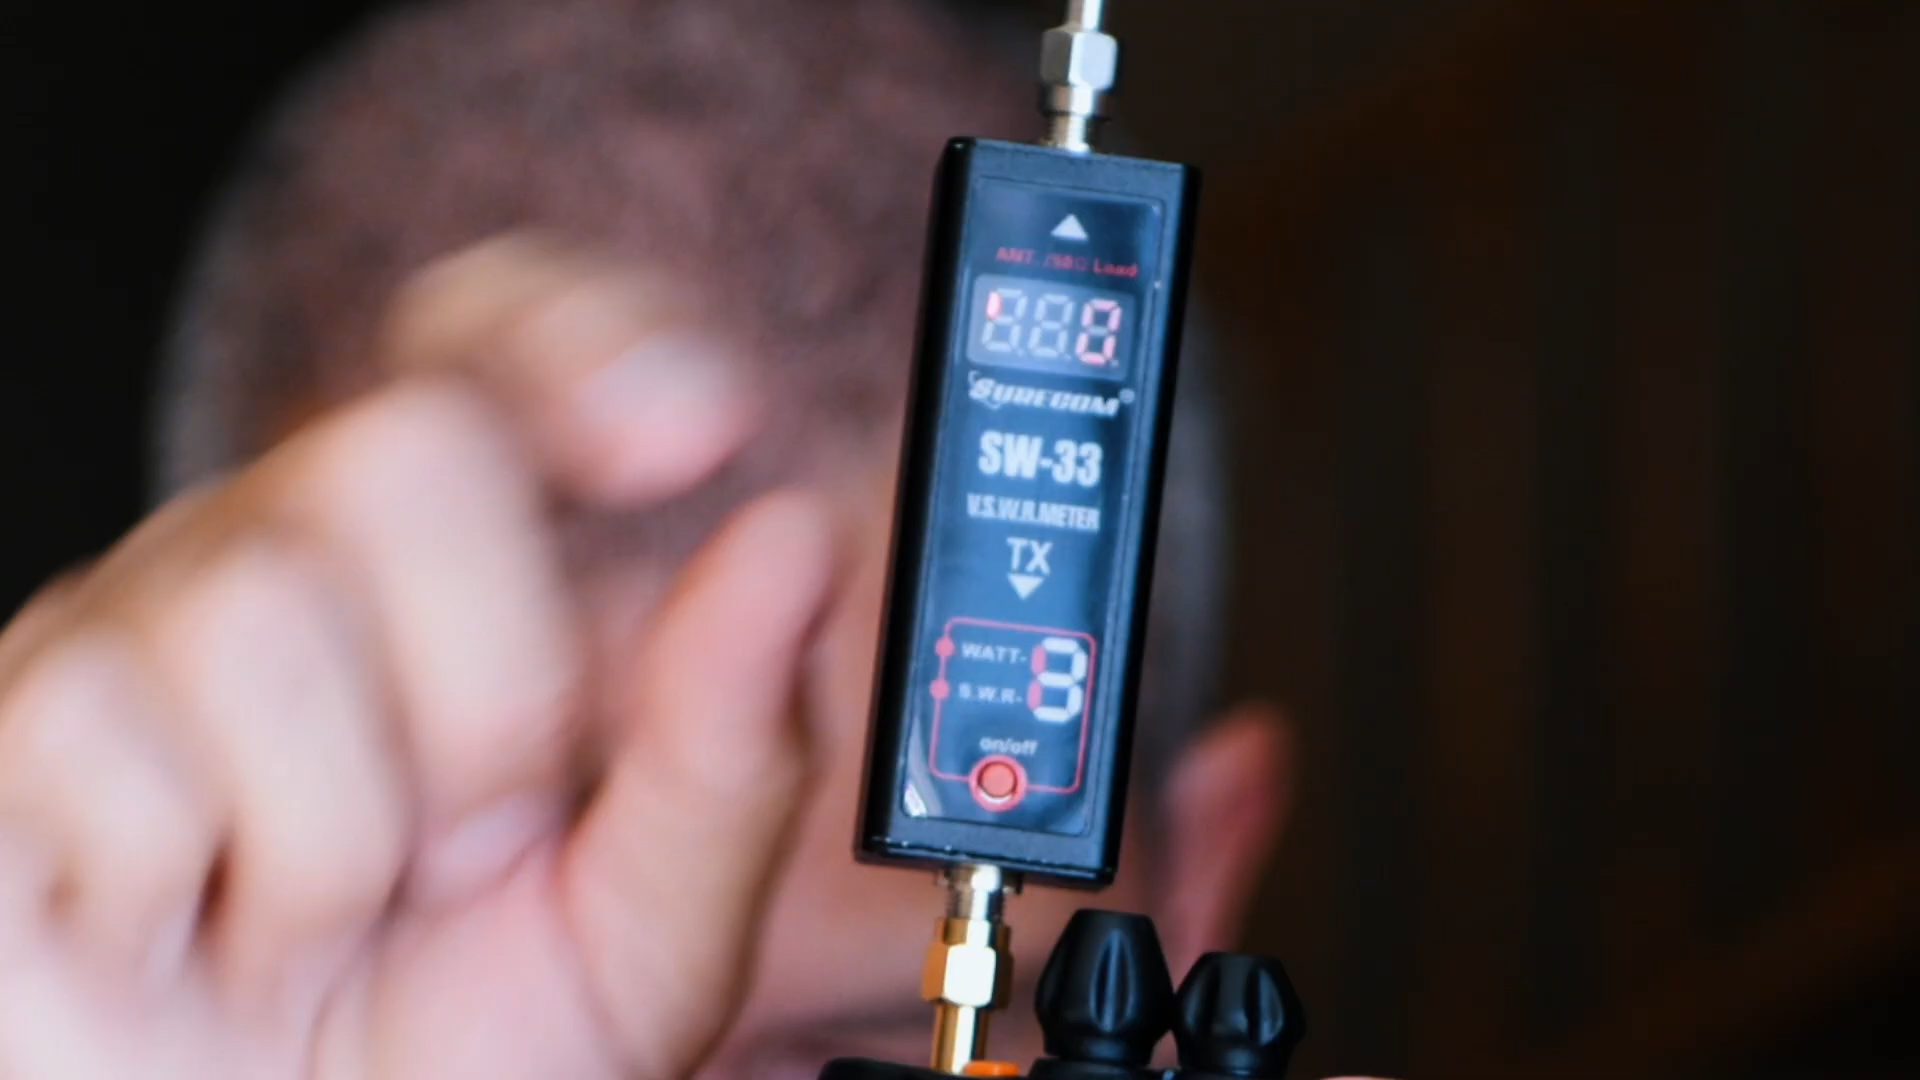 ANT. /50Ω Load
SURECOM®
SW-33
V.S.W.R.METER
TX
WATT-
S.W.R-
on/off